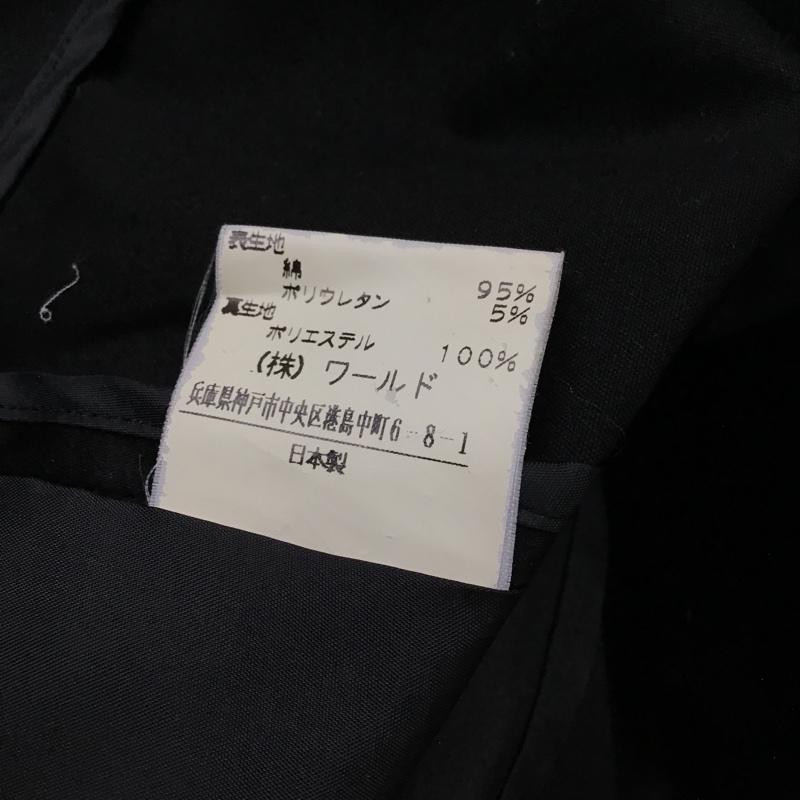 表生地
綿 95%
ポリウレタン 5%
裏生地
ポリエステル 100%
(株) ワールド
兵庫県神戸市中央区港島中町6-8-1
日本製